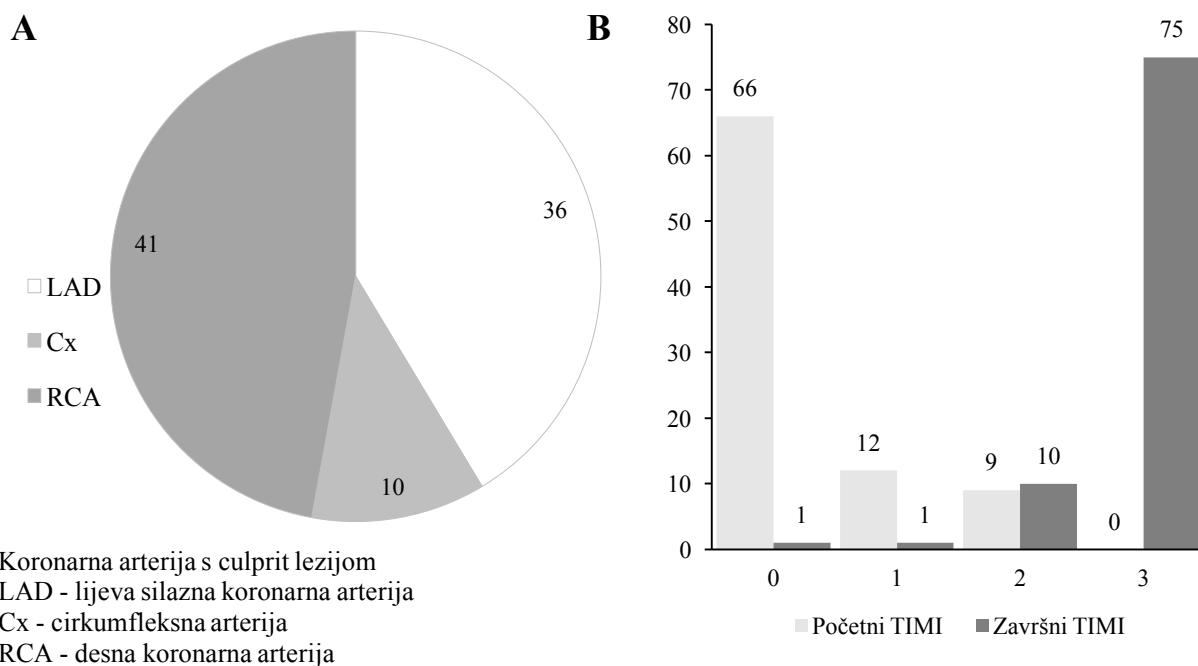 A
36
41
10
LAD
Cx
RCA
Koronarna arterija s culprit lezijom
LAD - lijeva silazna koronarna arterija
Cx - cirkumfleksna arterija
RCA - desna koronarna arterija
B
80
70
60
50
40
30
20
10
0
66
1
12
1
9
10
0
75
0 1 2 3
Početni TIMI Završni TIMI